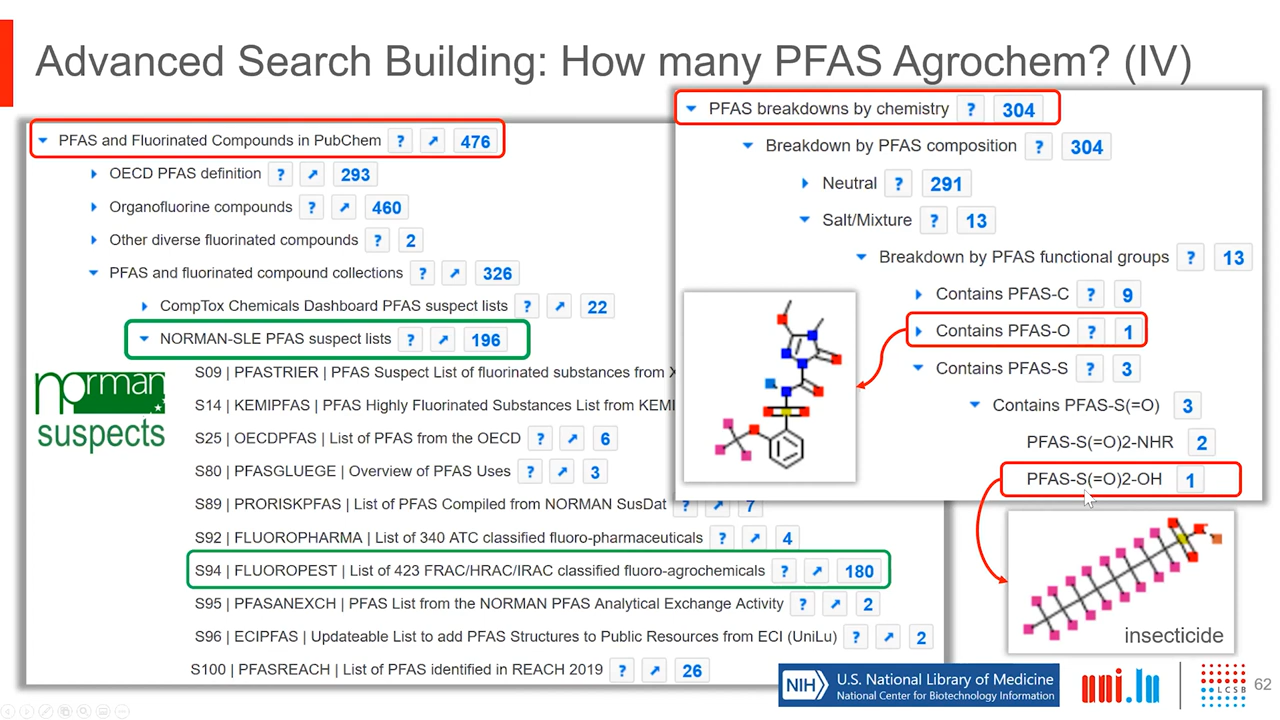 Advanced Search Building: How many PFAS Agrochem? (IV)
PFAS and Fluorinated Compounds in PubChem ? 476
OECD PFAS definition ? 293
Organofluorine compounds ? 460
Other diverse fluorinated compounds ? 2
PFAS and fluorinated compound collections ? 326
CompTox Chemicals Dashboard PFAS suspect lists ? 22
NORMAN-SLE PFAS suspect lists ? 196
S09 | PFASTRIER | PFAS Suspect List of fluorinated substances from X
S14 | KEMIPFAS | PFAS Highly Fluorinated Substances List from KEMI
S25 | OECDPFAS | List of PFAS from the OECD ? 6
S80 | PFASGLUEGE | Overview of PFAS Uses ? 3
S89 | PRORISKPFAS | List of PFAS Compiled from NORMAN SusDat ? 7
S92 | FLUOROPHARMA | List of 340 ATC classified fluoro-pharmaceuticals ? 4
S94 | FLUOROPEST | List of 423 FRAC/HRAC/IRAC classified fluoro-agrochemicals ? 180
S95 | PFASANEXCH | PFAS List from the NORMAN PFAS Analytical Exchange Activity ? 2
S96 | ECIPFAS | Updateable List to add PFAS Structures to Public Resources from ECI (UniLu) ? 2
S100 | PFASREACH | List of PFAS identified in REACH 2019 ? 26
norman
suspects
PFAS breakdowns by chemistry ? 304
Breakdown by PFAS composition ? 304
Neutral ? 291
Salt/Mixture ? 13
Breakdown by PFAS functional groups ? 13
Contains PFAS-C ? 9
Contains PFAS-O ? 1
Contains PFAS-S ? 3
Contains PFAS-S(=O) 3
PFAS-S(=O)2-NHR 2
PFAS-S(=O)2-OH 1
insecticide
NIH U.S. National Library of Medicine
National Center for Biotechnology Information
uni.lu
LCSB
62